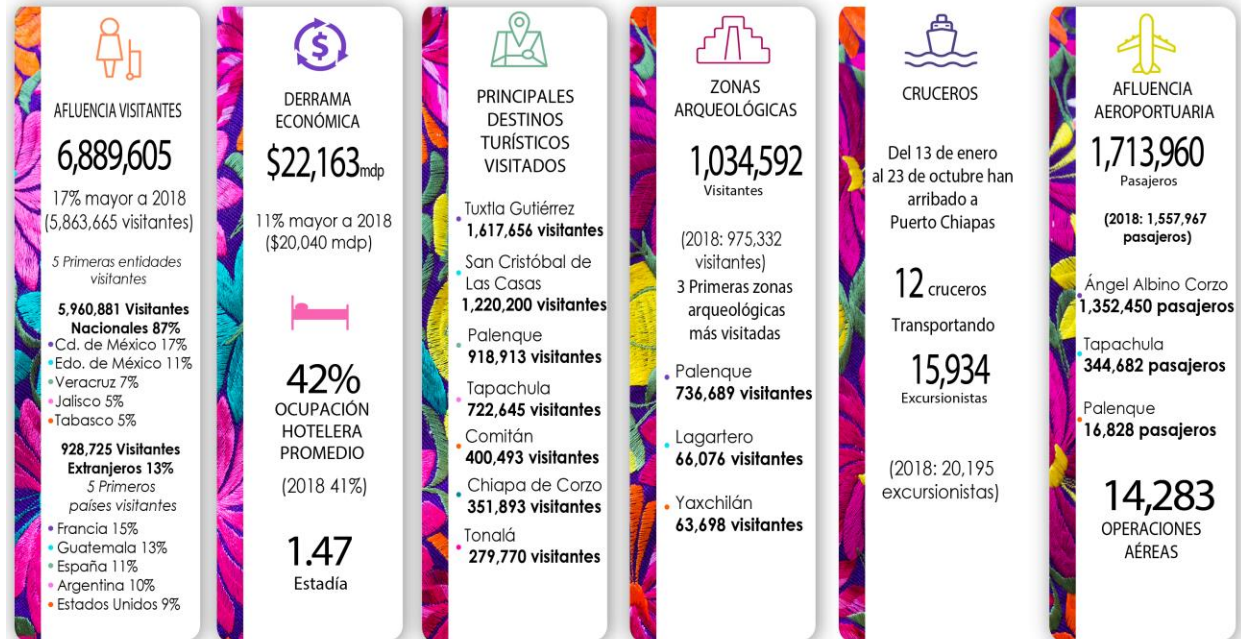 AFLUENCIA VISITANTES
6,889,605
17% mayor a 2018
(5,863,665 visitantes)
5 Primeras entidades
visitantes
5,960,881 Visitantes
Nacionales 87%
Cd. de México 17%
Edo. de México 11%
Veracruz 7%
Jalisco 5%
Tabasco 5%
928,725 Visitantes
Extranjeros 13%
5 Primeros
países visitantes
Francia 15%
Guatemala 13%
España 11%
Argentina 10%
Estados Unidos 9%
$
DERRAMA
ECONÓMICA
$22,163mdp
11% mayor a 2018
($20,040 mdp)
42%
OCUPACIÓN
HOTELERA
PROMEDIO
(2018 41%)
1.47
Estadía
PRINCIPALES
DESTINOS
TURÍSTICOS
VISITADOS
Tuxtla Gutiérrez
1,617,656 visitantes
San Cristóbal de
Las Casas
1,220,200 visitantes
Palenque
918,913 visitantes
Tapachula
722,645 visitantes
Comitán
400,493 visitantes
Chiapa de Corzo
351,893 visitantes
Tonalá
279,770 visitantes
ZONAS
ARQUEOLÓGICAS
1,034,592
Visitantes
(2018: 975,332
visitantes)
3 Primeras zonas
arqueológicas
más visitadas
Palenque
736,689 visitantes
Lagartero
66,076 visitantes
Yaxchilán
63,698 visitantes
CRUCEROS
Del 13 de enero
al 23 de octubre han
arribado a
Puerto Chiapas
12 cruceros
Transportando
15,934
Excursionistas
(2018: 20,195
excursionistas)
AFLUENCIA
AEROPORTUARIA
1,713,960
Pasajeros
(2018: 1,557,967
pasajeros)
Ángel Albino Corzo
1,352,450 pasajeros
Tapachula
344,682 pasajeros
Palenque
16,828 pasajeros
14,283
OPERACIONES
AÉREAS